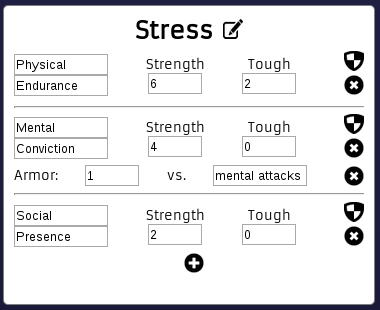 Stress
Physical Strength Tough
Endurance 6 2
Mental Strength Tough
Conviction 4 0
Armor: 1 vs. mental attacks
Social Strength Tough
Presence 2 0